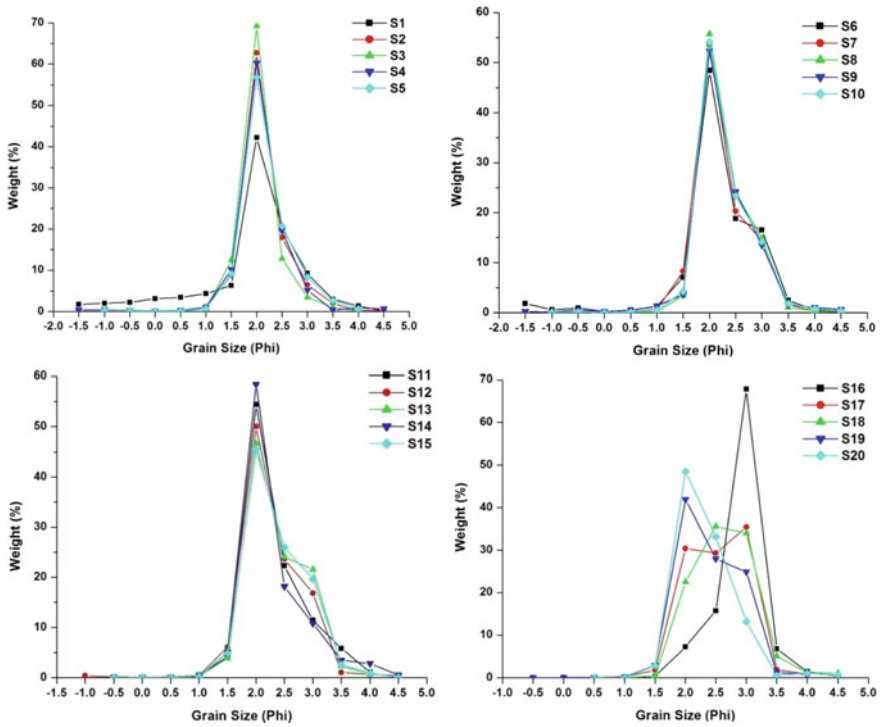 70
60
50
40
30
20
10
0
Weight (%)
-2.0 -1.5 -1.0 -0.5 0.0 0.5 1.0 1.5 2.0 2.5 3.0 3.5 4.0 4.5 5.0
Grain Size (Phi)
S1
S2
S3
S4
S5
60
50
40
30
20
10
0
Weight (%)
-2.0 -1.5 -1.0 -0.5 0.0 0.5 1.0 1.5 2.0 2.5 3.0 3.5 4.0 4.5 5.0
Grain Size (Phi)
S6
S7
S8
S9
S10
60
50
40
30
20
10
0
Weight (%)
-1.5 -1.0 -0.5 0.0 0.5 1.0 1.5 2.0 2.5 3.0 3.5 4.0 4.5 5.0
Grain Size (Phi)
S11
S12
S13
S14
S15
70
60
50
40
30
20
10
0
Weight (%)
-1.0 -0.5 0.0 0.5 1.0 1.5 2.0 2.5 3.0 3.5 4.0 4.5 5.0
Grain Size (Phi)
S16
S17
S18
S19
S20